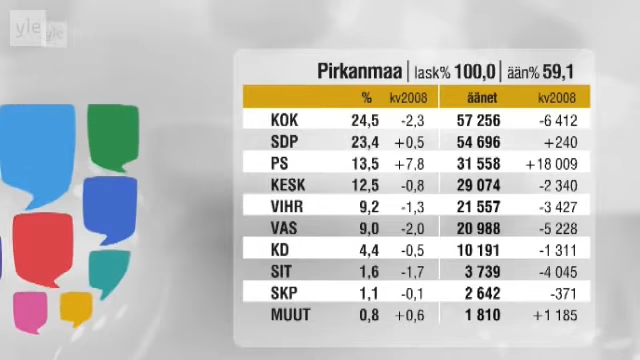 yle yle
Pirkanmaa | lask% 100,0 | ään% 59,1
% kv2008 äänet kv2008
KOK 24,5 -2,3 57 256 -6 412
SDP 23,4 +0,5 54 696 +240
PS 13,5 +7,8 31 558 +18 009
KESK 12,5 -0,8 29 074 -2 340
VIHR 9,2 -1,3 21 557 -3 427
VAS 9,0 -2,0 20 988 -5 228
KD 4,4 -0,5 10 191 -1 311
SIT 1,6 -1,7 3 739 -4 045
SKP 1,1 -0,1 2 642 -371
MUUT 0,8 +0,6 1 810 +1 185